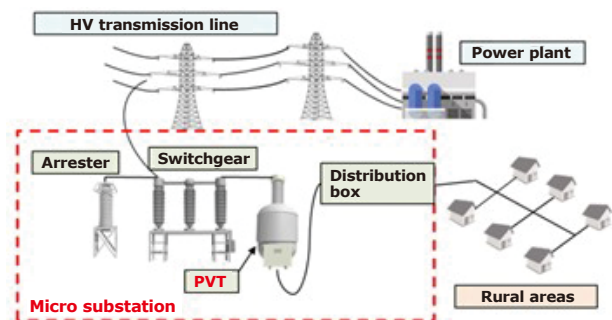 HV transmission line
Power plant
Arrester
Switchgear
Distribution
box
PVT
Micro substation
Rural areas